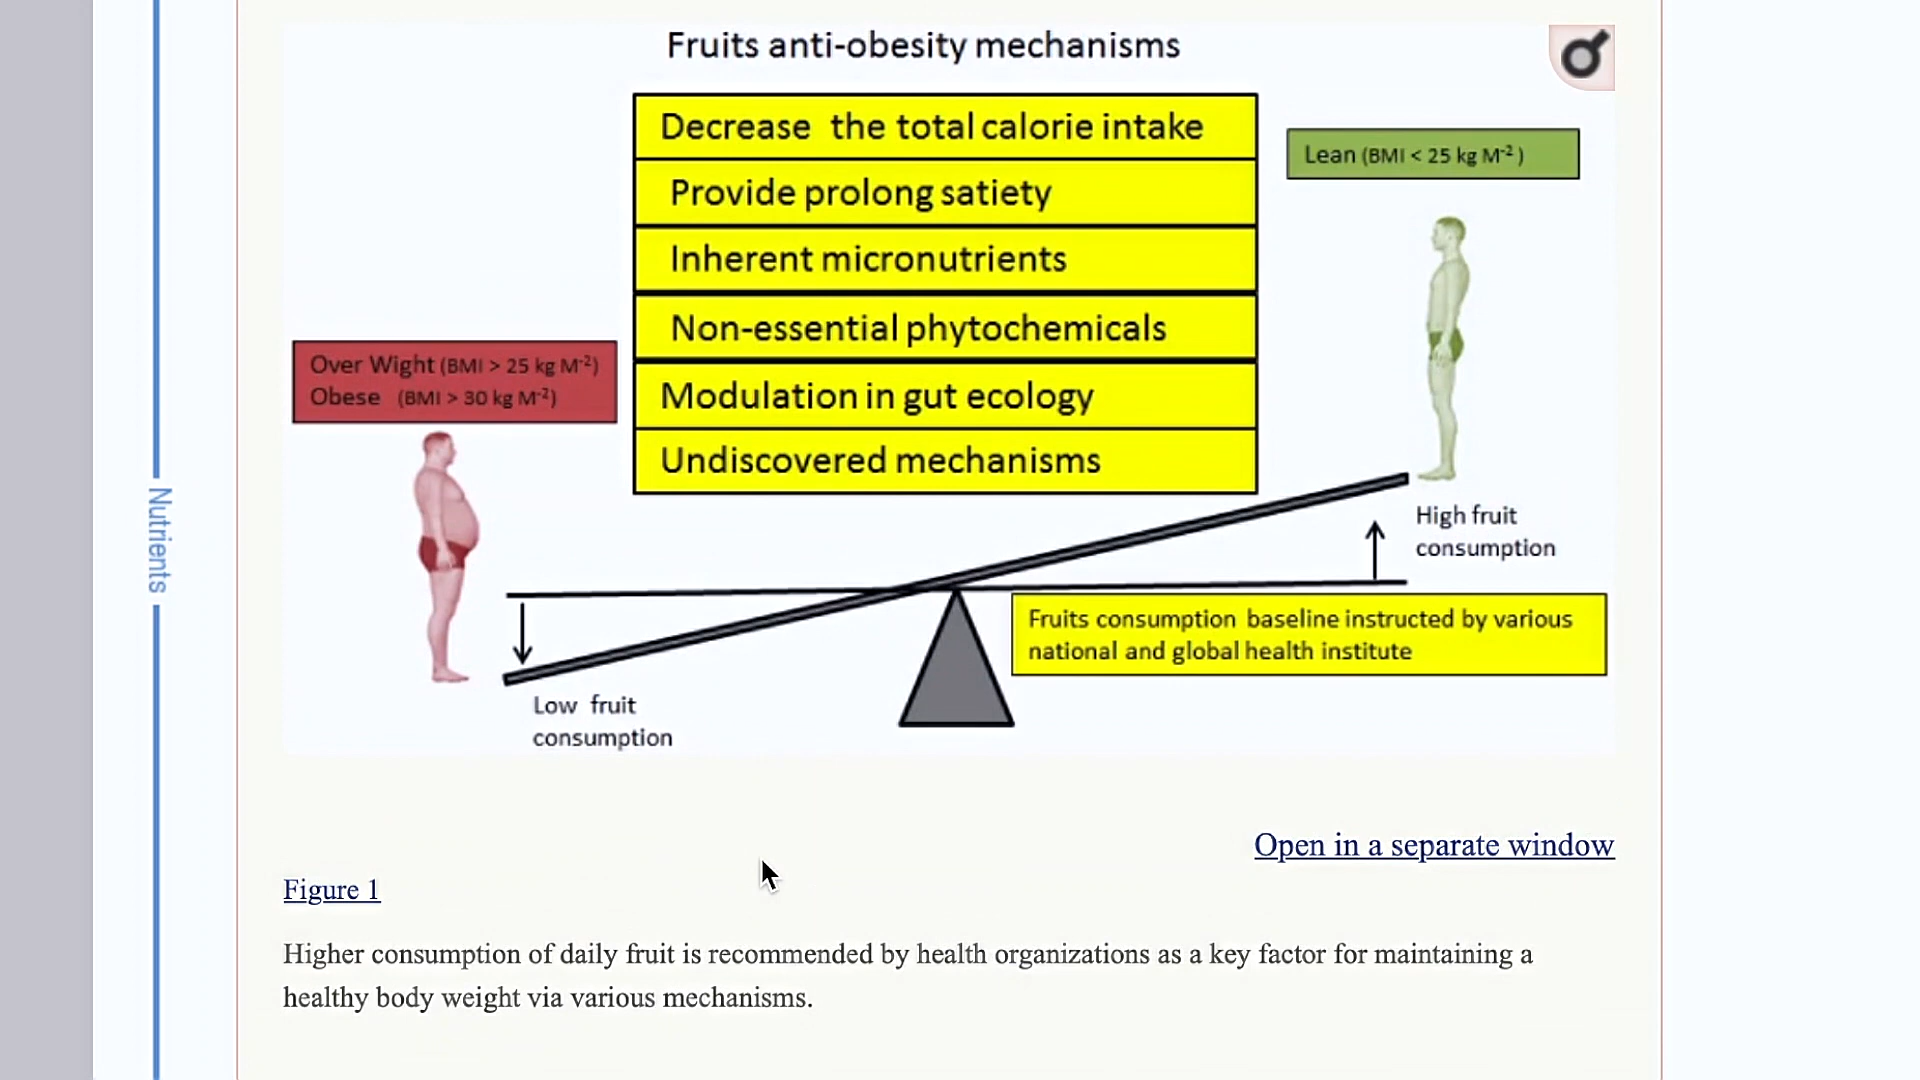 Fruits anti-obesity mechanisms
Decrease the total calorie intake
Provide prolong satiety
Inherent micronutrients
Non-essential phytochemicals
Modulation in gut ecology
Undiscovered mechanisms
Lean (BMI < 25 kg M-2 )
Over Wight (BMI > 25 kg M-2)
Obese (BMI > 30 kg M-2)
High fruit
consumption
Fruits consumption baseline instructed by various
national and global health institute
Low fruit
consumption
Nutrients
Open in a separate window
Figure 1
Higher consumption of daily fruit is recommended by health organizations as a key factor for maintaining a
healthy body weight via various mechanisms.